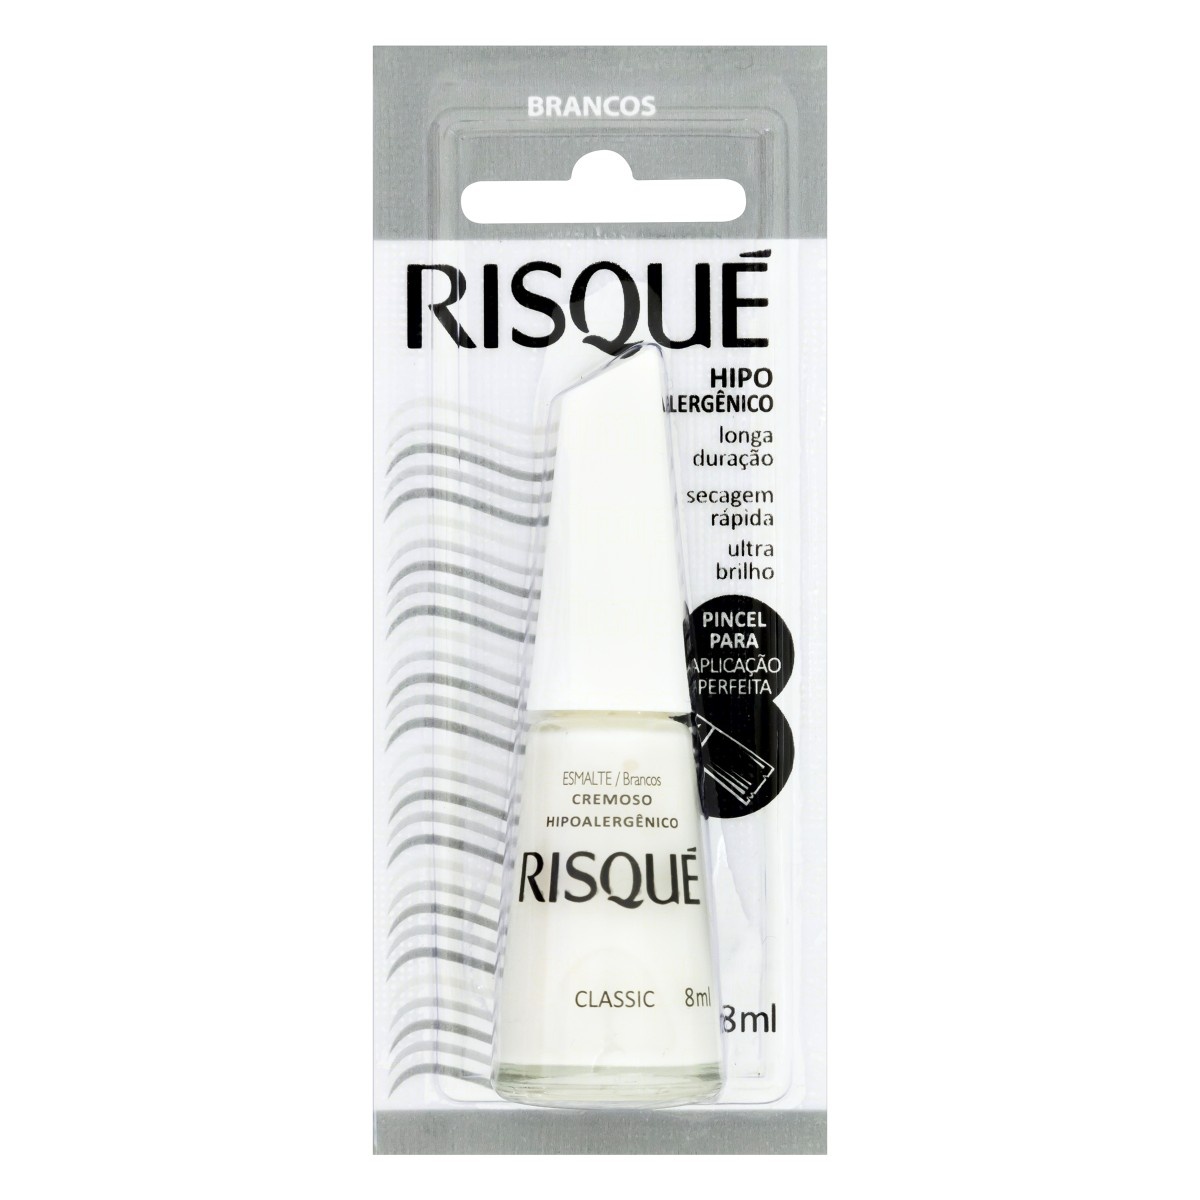 BRANCOS
RISQUÉ
HIPO
ALERGÊNICO
longa
duração
secagem
rápida
ultra
brilho
PINCEL
PARA
APLICAÇÃO
PERFEITA
ESMALTE / Brancos
CREMOSO
HIPOALERGÊNICO
RISQUÉ
CLASSIC 8ml
8ml